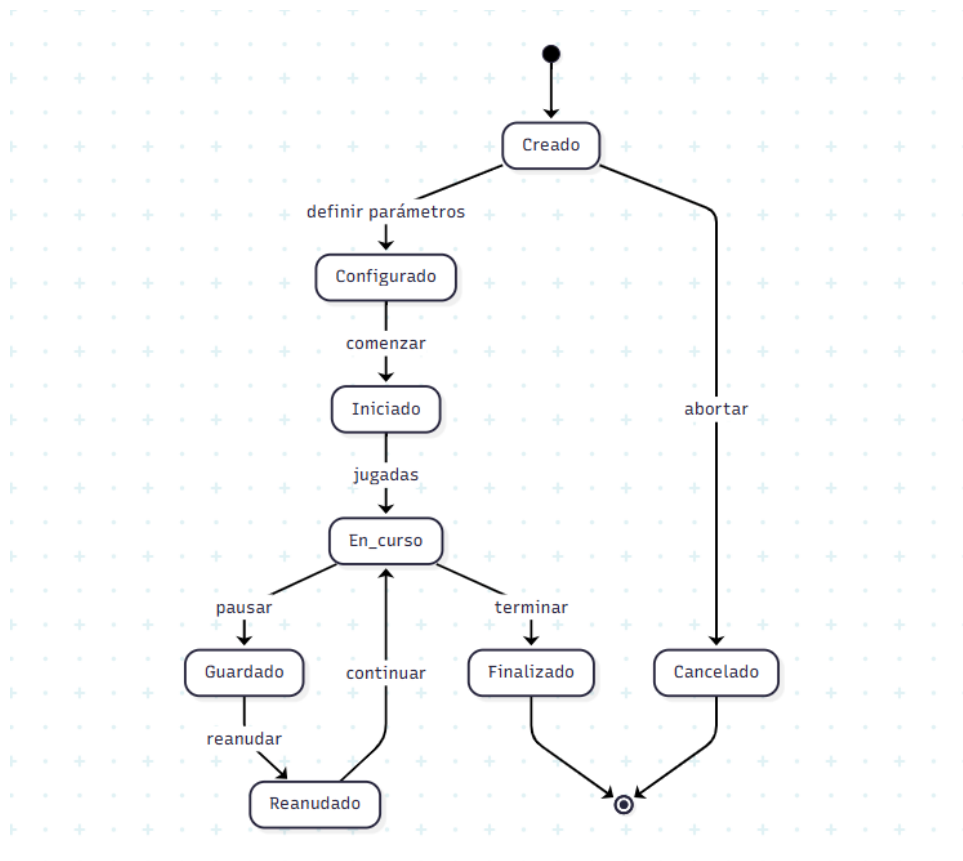 Creado
definir parámetros
Configurado
comenzar
Iniciado
abortar
jugadas
En_curso
pausar
terminar
Guardado
continuar
Finalizado
Cancelado
reanudar
Reanudado